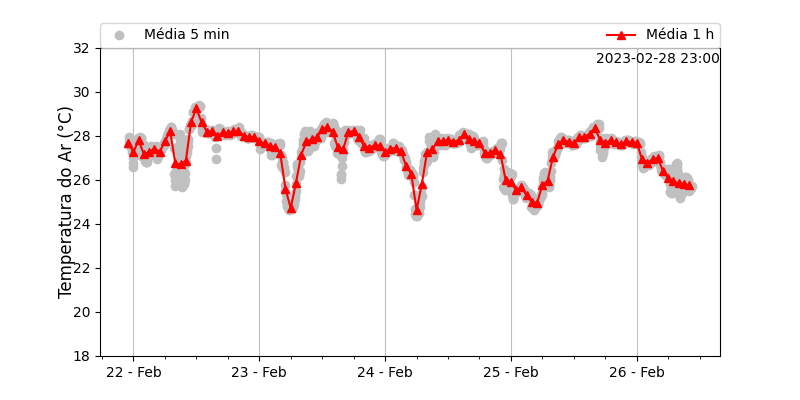 Média 5 min
Média 1 h
2023-02-28 23:00
Temperatura do Ar (°C)
32
30
28
26
24
22
20
18
22 - Feb
23 - Feb
24 - Feb
25 - Feb
26 - Feb